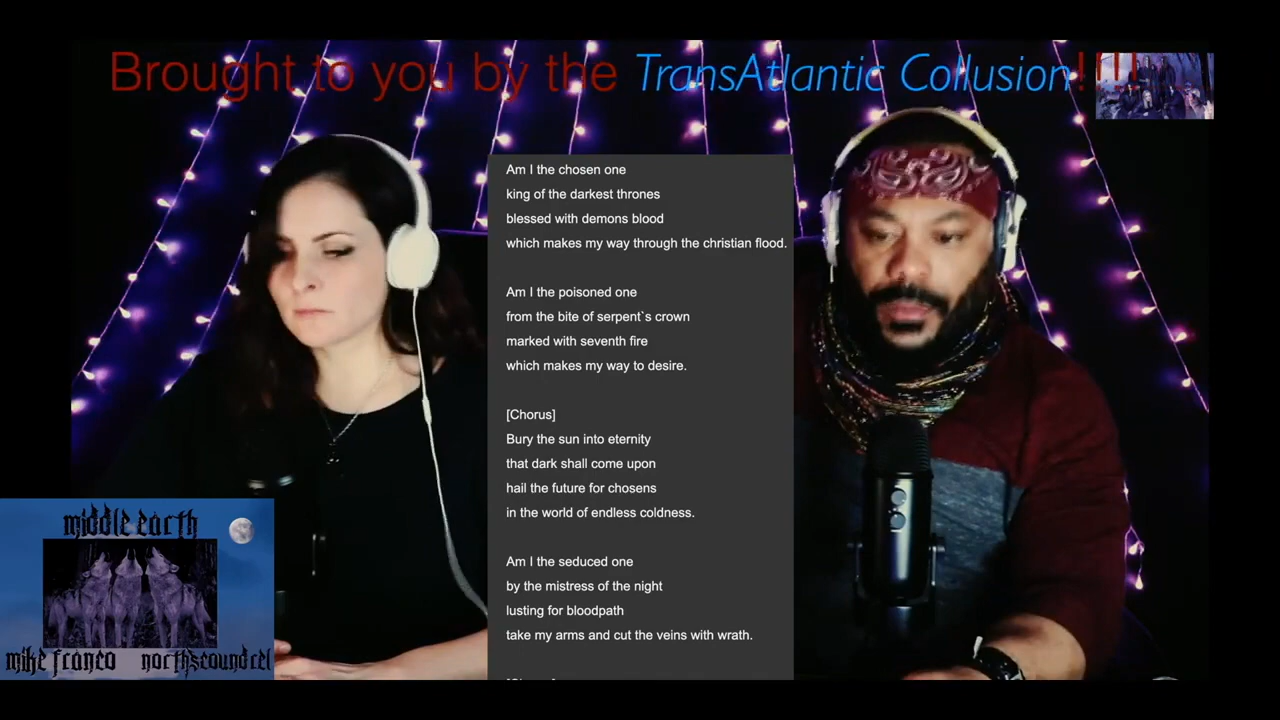 Brought to you by the TransAtlantic Collusion!!!!
Am I the chosen one
king of the darkest thrones
blessed with demons blood
which makes my way through the christian flood.
Am I the poisoned one
from the bite of serpent`s crown
marked with seventh fire
which makes my way to desire.
[Chorus]
Bury the sun into eternity
that dark shall come upon
hail the future for chosens
in the world of endless coldness.
Am I the seduced one
by the mistress of the night
lusting for bloodpath
take my arms and cut the veins with wrath.
middle earth
mike franco northscoundrel